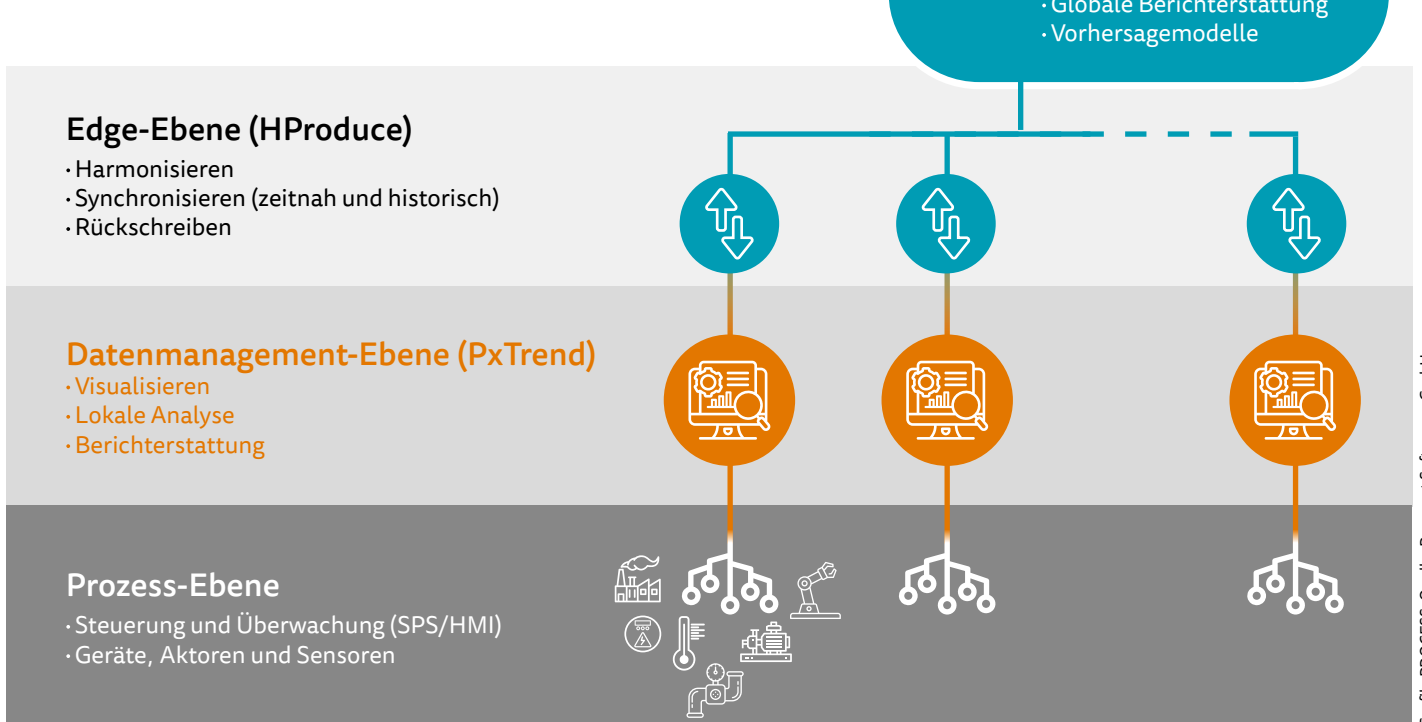 · Globale Berichterstattung
· Vorhersagemodelle
Edge-Ebene (HProduce)
· Harmonisieren
· Synchronisieren (zeitnah und historisch)
· Rückschreiben
Datenmanagement-Ebene (PxTrend)
· Visualisieren
· Lokale Analyse
· Berichterstattung
Prozess-Ebene
· Steuerung und Überwachung (SPS/HMI)
· Geräte, Aktoren und Sensoren